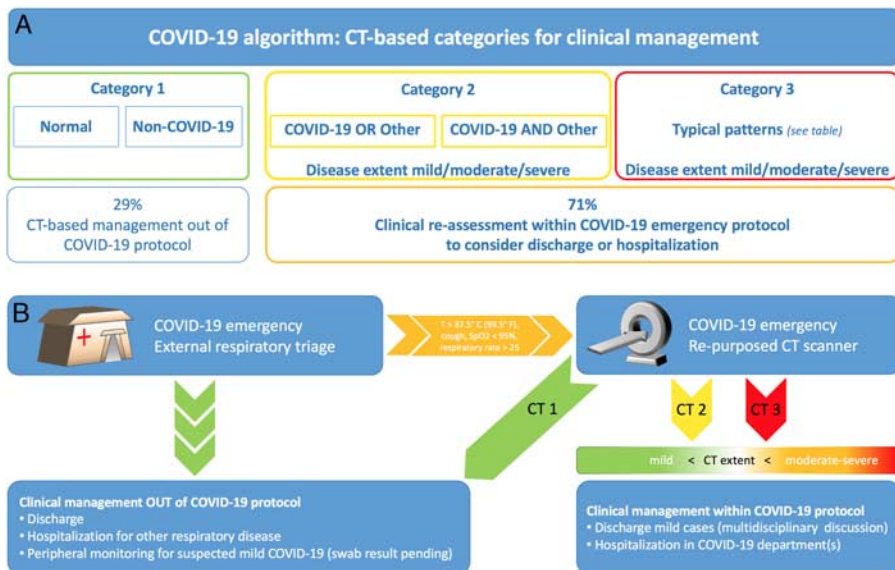 A
COVID-19 algorithm: CT-based categories for clinical management
Category 1
Normal
Non-COVID-19
Category 2
COVID-19 OR Other
COVID-19 AND Other
Disease extent mild/moderate/severe
Category 3
Typical patterns (see table)
Disease extent mild/moderate/severe
29%
CT-based management out of
COVID-19 protocol
71%
Clinical re-assessment within COVID-19 emergency protocol
to consider discharge or hospitalization
B
COVID-19 emergency
External respiratory triage
T > 37.5° C (99.5° F),
cough, SpO2 < 95%,
respiratory rate > 25
COVID-19 emergency
Re-purposed CT scanner
CT 1
CT 2
CT 3
mild < CT extent < moderate-severe
Clinical management OUT of COVID-19 protocol
• Discharge
• Hospitalization for other respiratory disease
• Peripheral monitoring for suspected mild COVID-19 (swab result pending)
Clinical management within COVID-19 protocol
• Discharge mild cases (multidisciplinary discussion)
• Hospitalization in COVID-19 department(s)